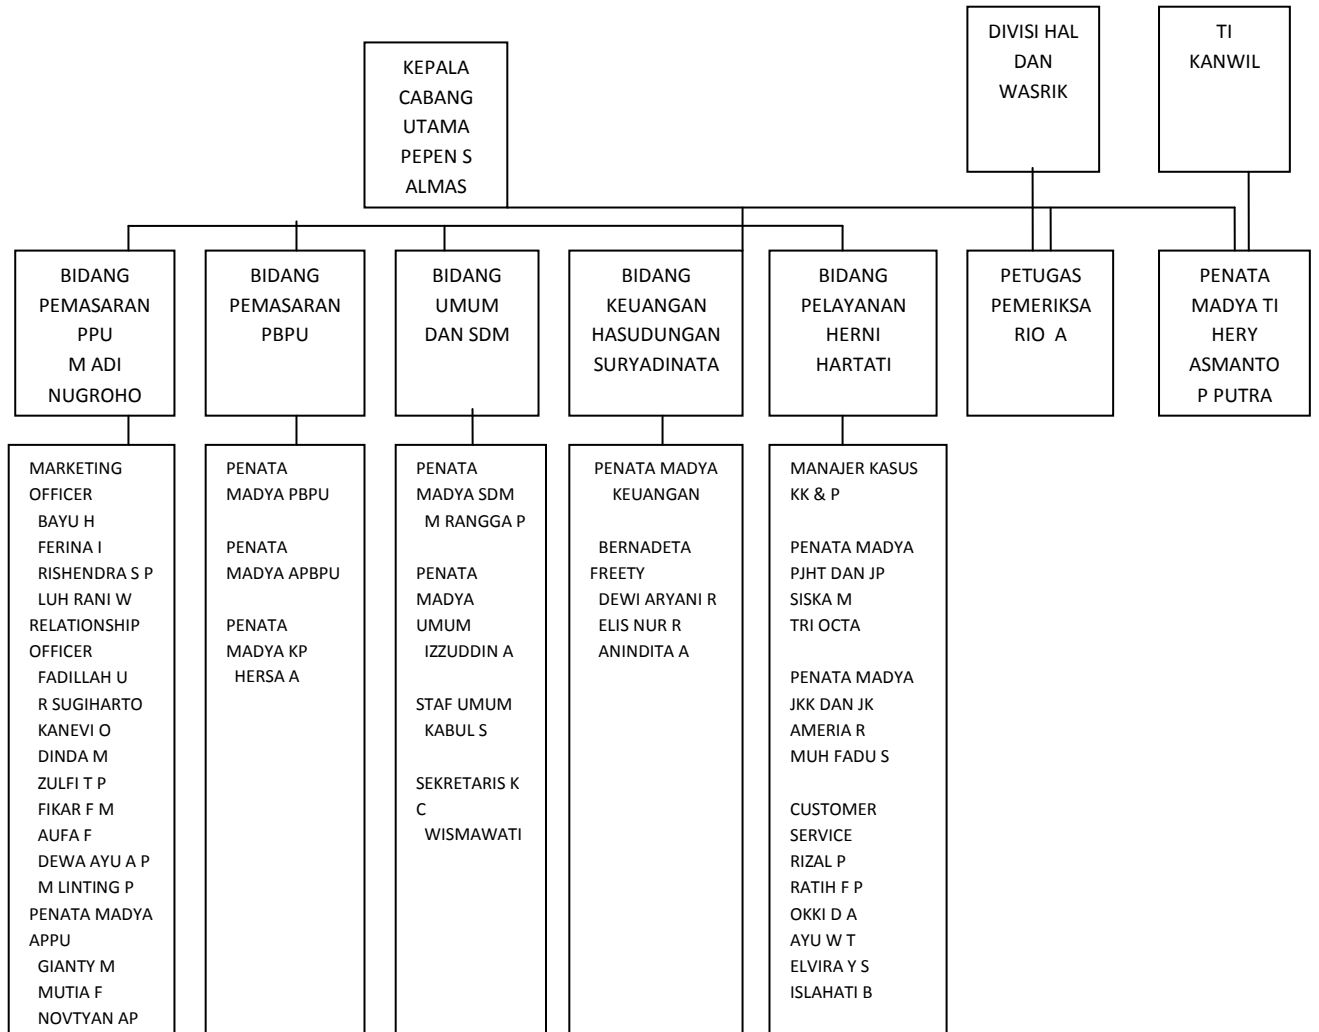 KEPALA
CABANG
UTAMA
PEPEN S
ALMAS
DIVISI HAL
DAN
WASRIK
TI
KANWIL
BIDANG
PEMASARAN
PPU
M ADI
NUGROHO
BIDANG
PEMASARAN
PBPU
BIDANG
UMUM
DAN SDM
BIDANG
KEUANGAN
HASUDUNGAN
SURYADINATA
BIDANG
PELAYANAN
HERNI
HARTATI
PETUGAS
PEMERIKSA
RIO A
PENATA
MADYA TI
HERY
ASMANTO
P PUTRA
MARKETING
OFFICER
BAYU H
FERINA I
RISHENDRA S P
LUH RANI W
RELATIONSHIP
OFFICER
FADILLAH U
R SUGIHARTO
KANEVI O
DINDA M
ZULFI T P
FIKAR F M
AUFA F
DEWA AYU A P
M LINTING P
PENATA MADYA
APPU
GIANTY M
MUTIA F
NOVTYAN AP
PENATA
MADYA PBPU
PENATA
MADYA APBPU
PENATA
MADYA KP
HERSA A
PENATA
MADYA SDM
M RANGGA P
PENATA
MADYA
UMUM
IZZUDDIN A
STAF UMUM
KABUL S
SEKRETARIS K
C
WISMAWATI
PENATA MADYA
KEUANGAN
BERNADETA
FREETY
DEWI ARYANI R
ELIS NUR R
ANINDITA A
MANAJER KASUS
KK & P
PENATA MADYA
PJHT DAN JP
SISKA M
TRI OCTA
PENATA MADYA
JKK DAN JK
AMERIA R
MUH FADU S
CUSTOMER
SERVICE
RIZAL P
RATIH F P
OKKI D A
AYU W T
ELVIRA Y S
ISLAHATI B